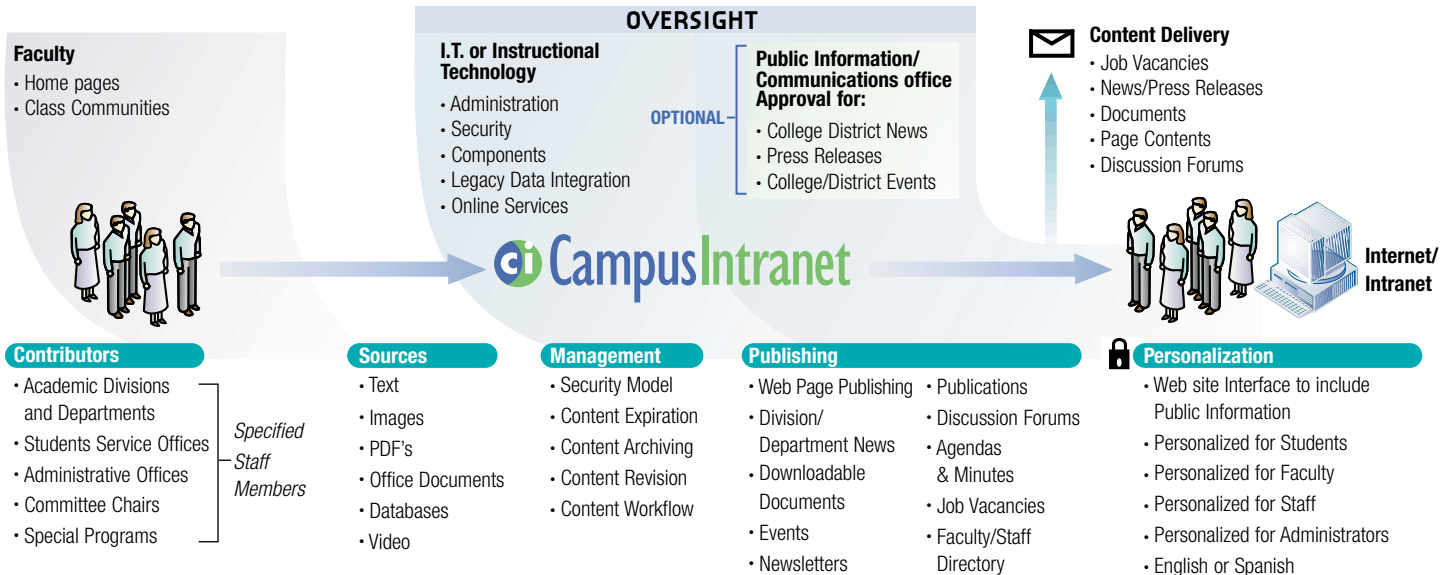 OVERSIGHT
Faculty
• Home pages
• Class Communities
I.T. or Instructional
Technology
• Administration
• Security
• Components
• Legacy Data Integration
• Online Services
OPTIONAL
Public Information/
Communications office
Approval for:
• College District News
• Press Releases
• College/District Events
Content Delivery
• Job Vacancies
• News/Press Releases
• Documents
• Page Contents
• Discussion Forums
ci CampusIntranet
Internet/
Intranet
Contributors
• Academic Divisions
and Departments
• Students Service Offices
• Administrative Offices
• Committee Chairs
• Special Programs
Specified
Staff
Members
Sources
• Text
• Images
• PDF's
• Office Documents
• Databases
• Video
Management
• Security Model
• Content Expiration
• Content Archiving
• Content Revision
• Content Workflow
Publishing
• Web Page Publishing
• Division/
Department News
• Downloadable
Documents
• Events
• Newsletters
• Publications
• Discussion Forums
• Agendas
& Minutes
• Job Vacancies
• Faculty/Staff
Directory
Personalization
• Web site Interface to include
Public Information
• Personalized for Students
• Personalized for Faculty
• Personalized for Staff
• Personalized for Administrators
• English or Spanish